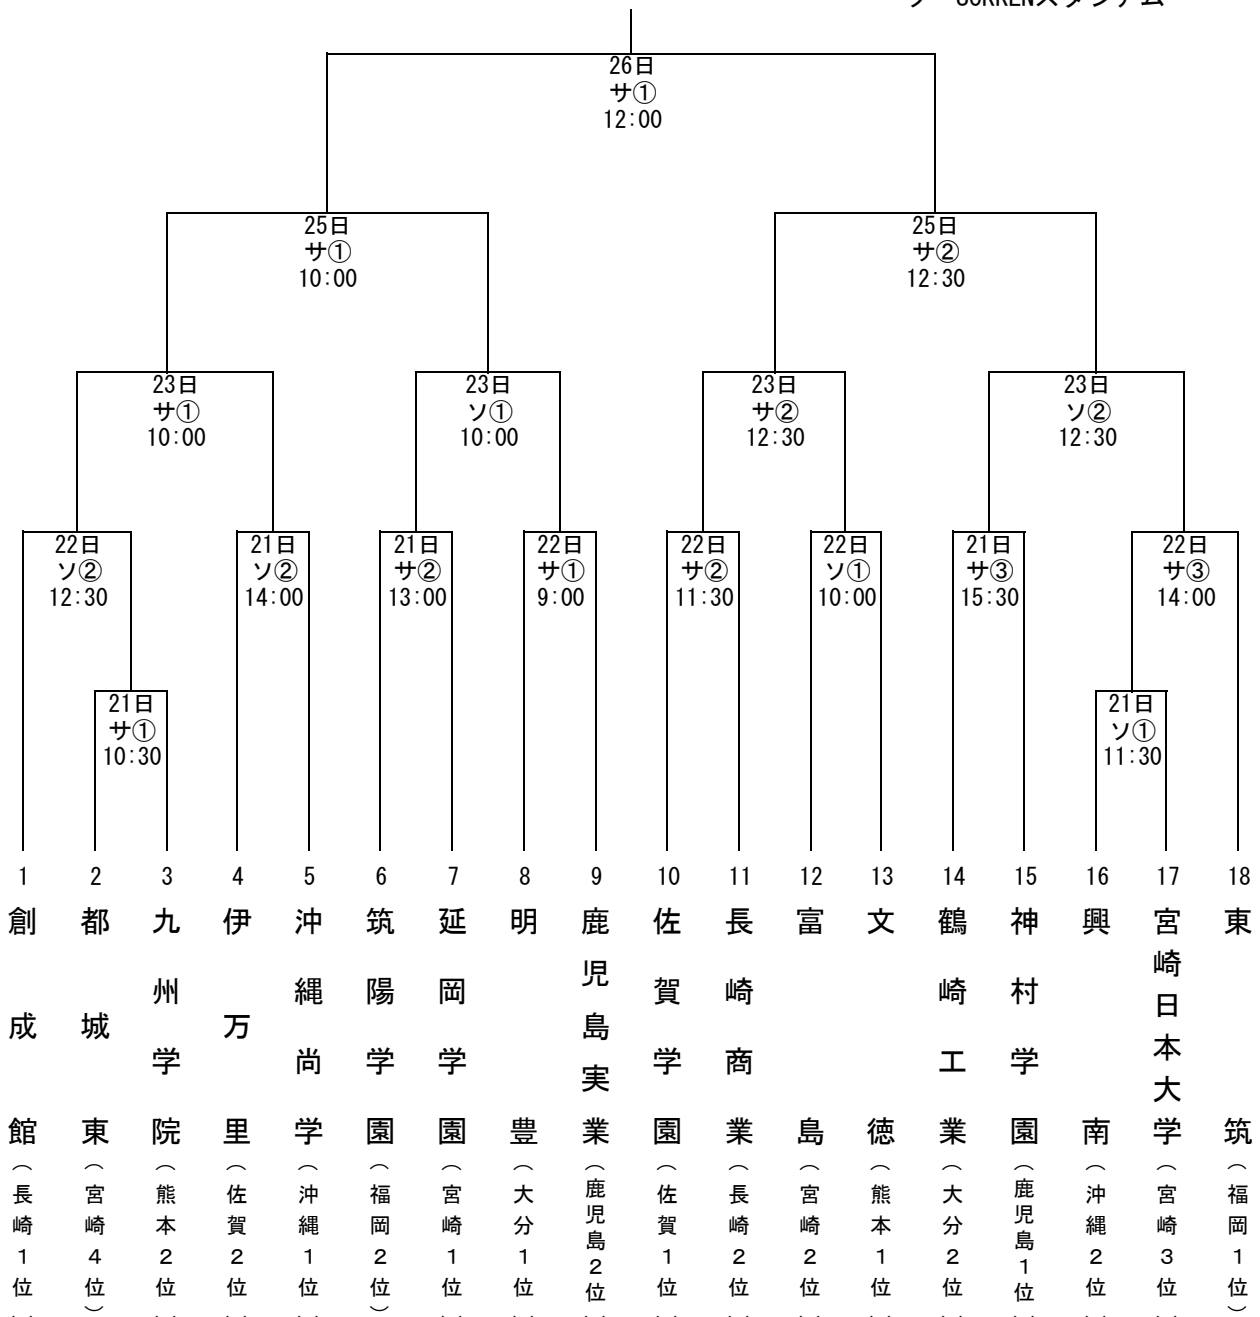 ソ SOKKENスタジアム
26日
サ①
12:00
25日
サ①
10:00
25日
サ②
12:30
23日
サ①
10:00
23日
ソ①
10:00
23日
サ②
12:30
23日
ソ②
12:30
22日
ソ②
12:30
21日
ソ②
14:00
21日
サ②
13:00
22日
サ①
9:00
22日
サ②
11:30
22日
ソ①
10:00
21日
サ③
15:30
22日
サ③
14:00
21日
サ①
10:30
21日
ソ①
11:30
1
創成館(長崎1位
2
都城東(宮崎4位)
3
九州学院(熊本2位
4
伊万里(佐賀2位
5
沖縄尚学(沖縄1位
6
筑陽学園(福岡2位)
7
延岡学園(宮崎1位
8
明豊(大分1位
9
鹿児島実業(鹿児島2位
10
佐賀学園(佐賀1位
11
長崎商業(長崎2位
12
富島(宮崎2位
13
文徳(熊本1位
14
鶴崎工業(大分2位
15
神村学園(鹿児島1位
16
興南(沖縄2位
17
宮崎日本大学(宮崎3位
18
東筑(福岡1位)